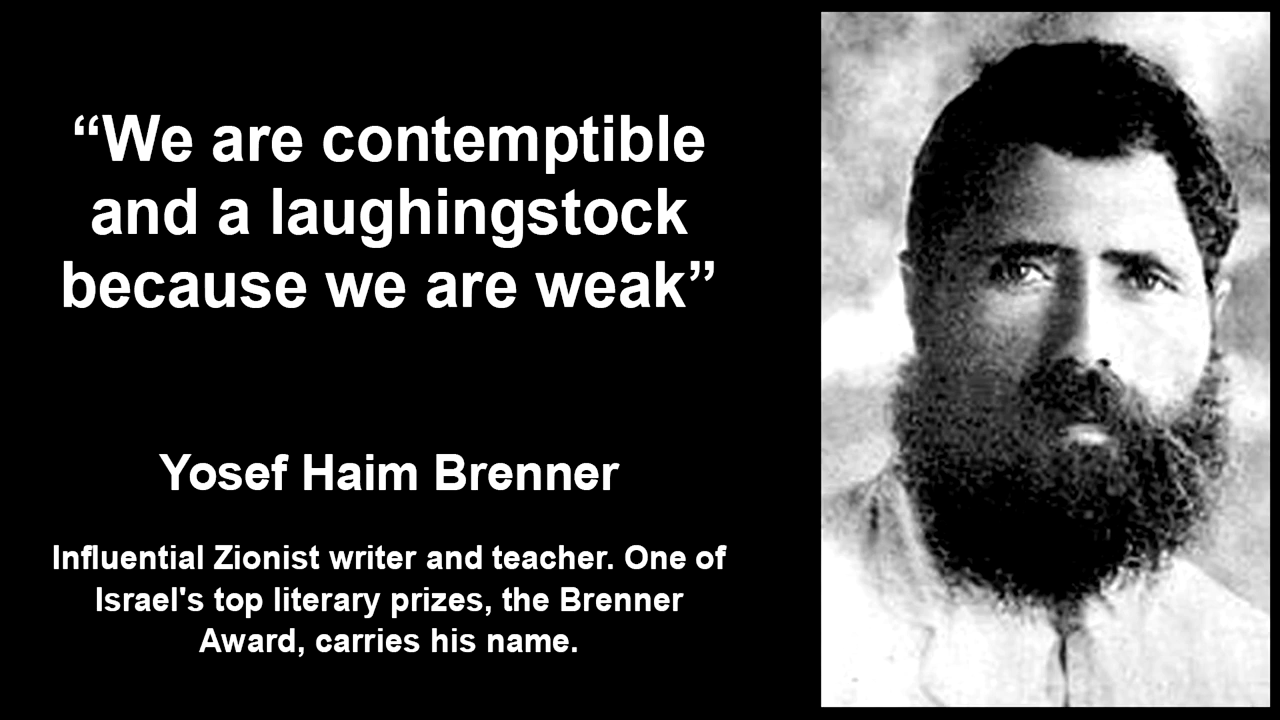 “We are contemptible
and a laughingstock
because we are weak”
Yosef Haim Brenner
Influential Zionist writer and teacher. One of
Israel's top literary prizes, the Brenner
Award, carries his name.